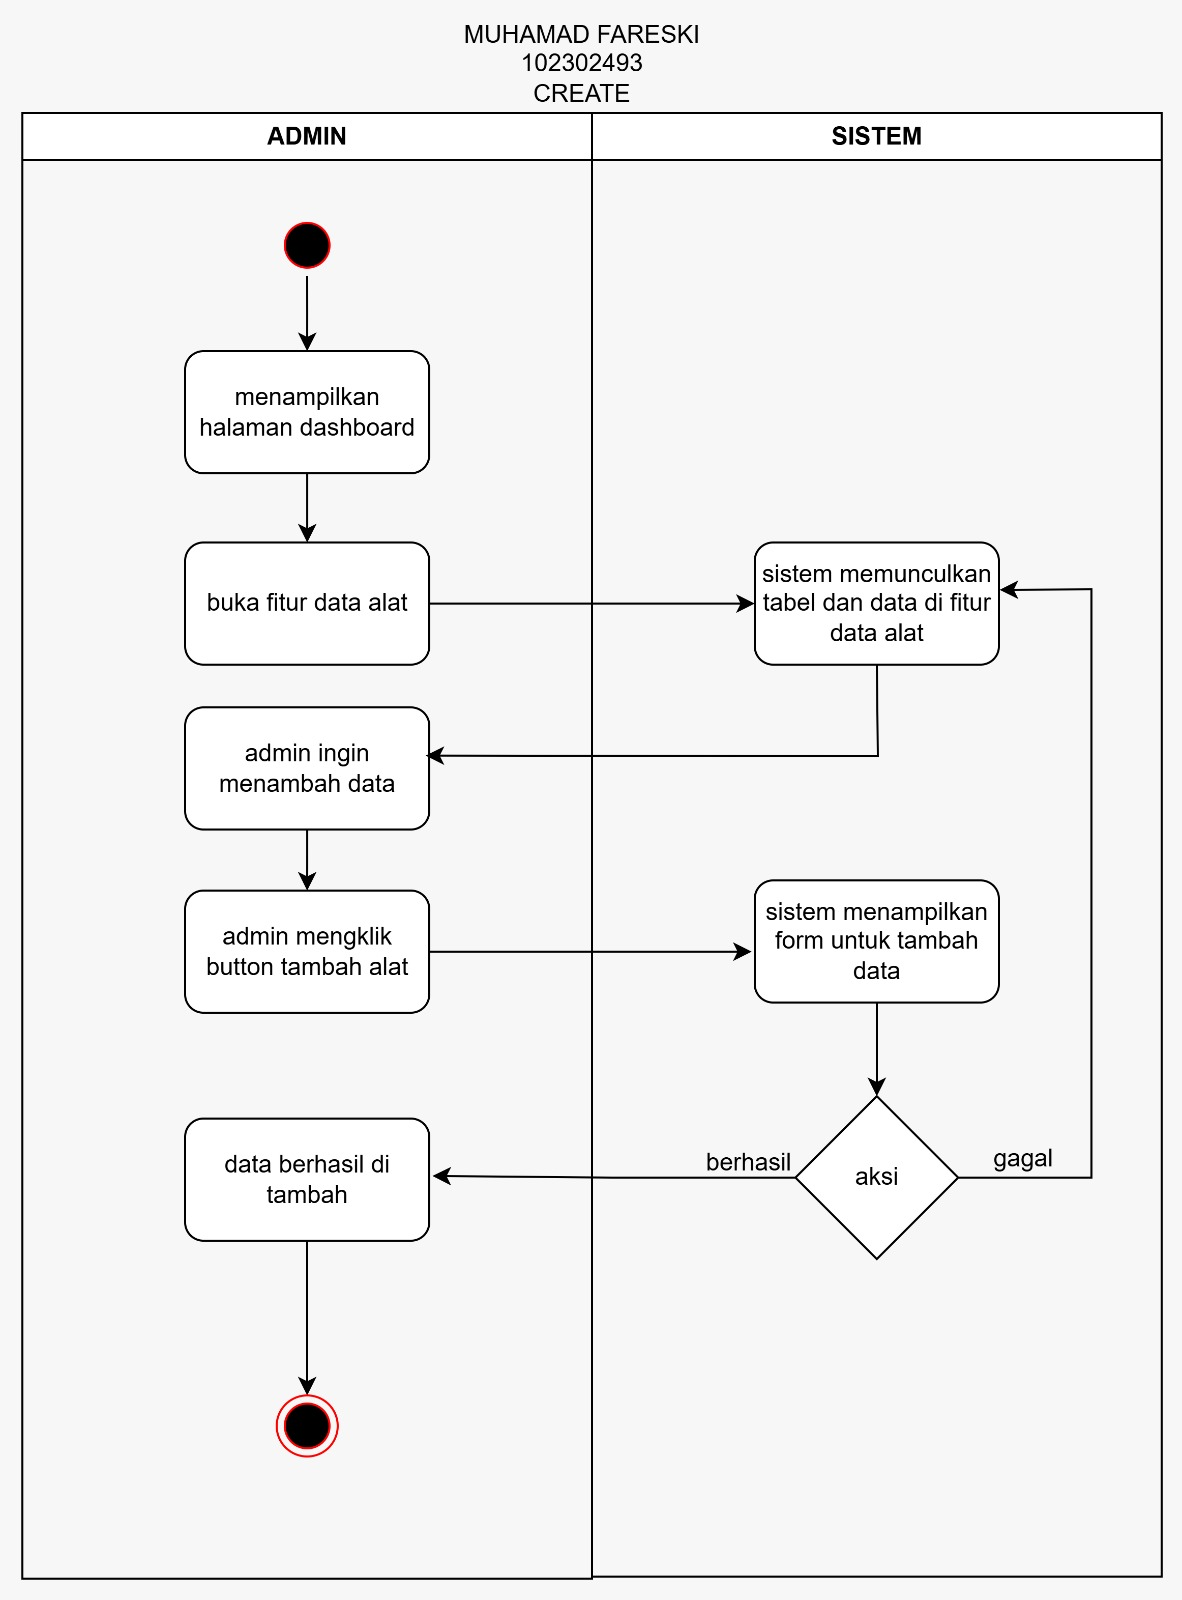 MUHAMAD FARESKI
102302493
CREATE
ADMIN
SISTEM
menampilkan
halaman dashboard
buka fitur data alat
sistem memunculkan
tabel dan data di fitur
data alat
admin ingin
menambah data
admin mengklik
button tambah alat
sistem menampilkan
form untuk tambah
data
aksi
berhasil
gagal
data berhasil di
tambah